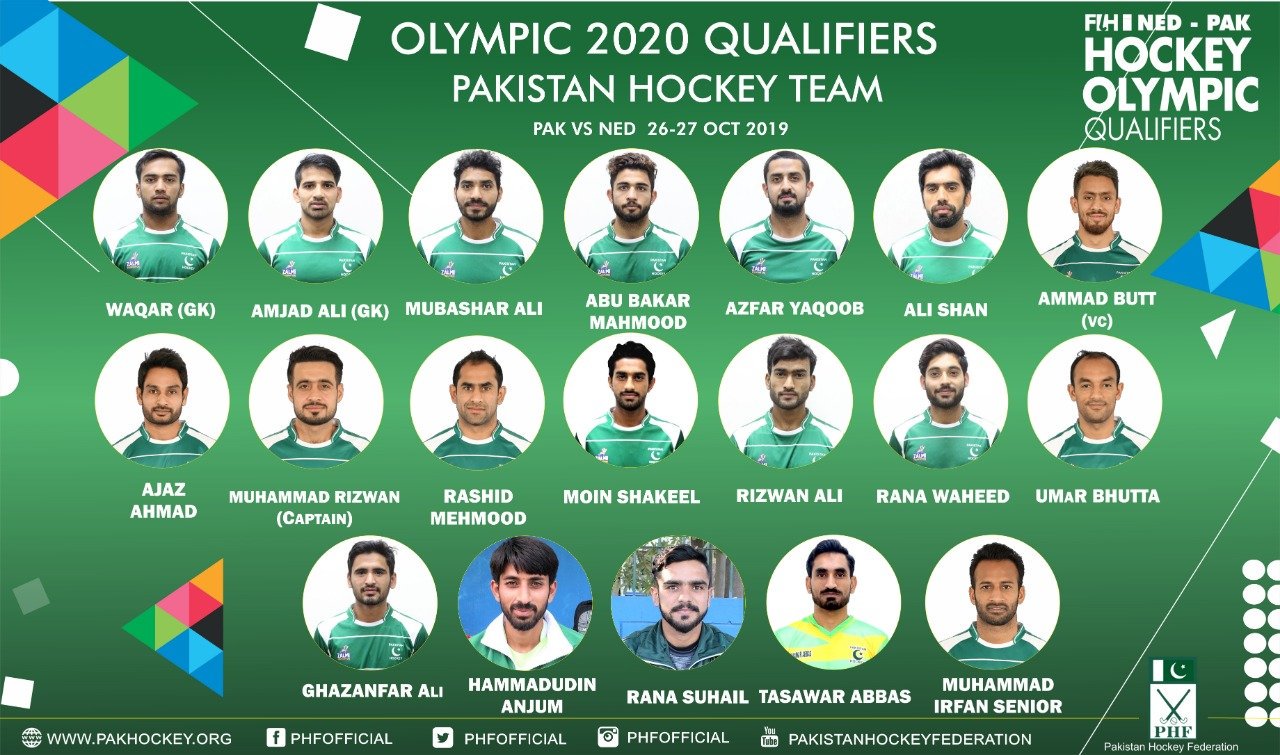 OLYMPIC 2020 QUALIFIERS
PAKISTAN HOCKEY TEAM
PAK VS NED 26-27 OCT 2019
FIH NED - PAK
HOCKEY
OLYMPIC
QUALIFIERS
WAQAR (GK)
AMJAD ALI (GK)
MUBASHAR ALI
ABU BAKAR
MAHMOOD
AZFAR YAQOOB
ALI SHAN
AMMAD BUTT
(VC)
AJAZ
AHMAD
MUHAMMAD RIZWAN
(CAPTAIN)
RASHID
MEHMOOD
MOIN SHAKEEL
RIZWAN ALI
RANA WAHEED
UMaR BHUTTA
GHAZANFAR ALI
HAMMADUDIN
ANJUM
RANA SUHAIL
TASAWAR ABBAS
MUHAMMAD
IRFAN SENIOR
WWW.PAKHOCKEY.ORG
f PHFOFFICIAL
PHFOFFICIAL
PHFOFFICIAL
You
Tube
PAKISTANHOCKEYFEDERATION
PHF
Pakistan Hockey Federation